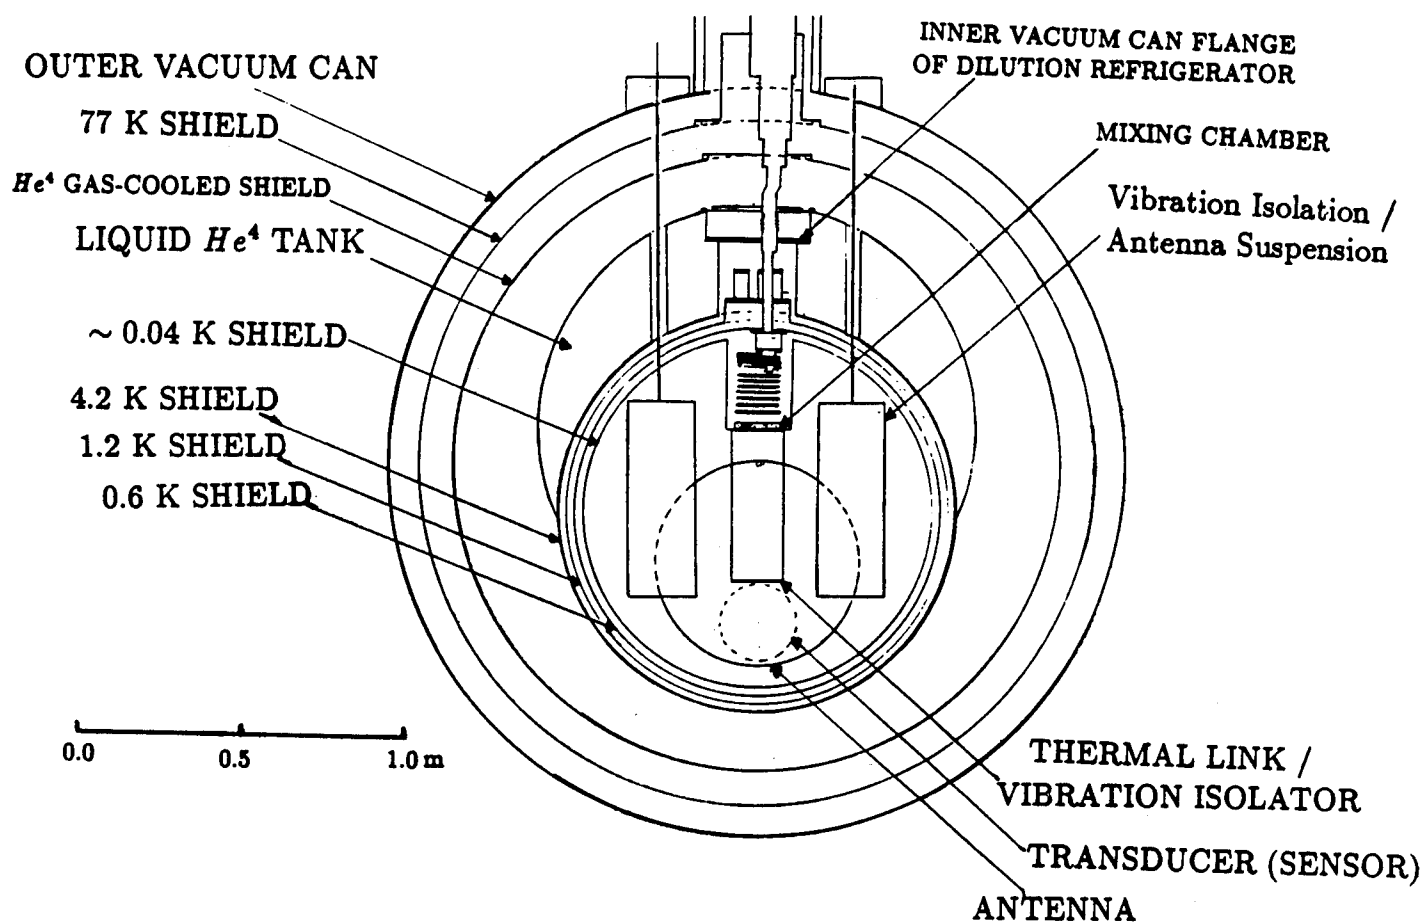 INNER VACUUM CAN FLANGE
OF DILUTION REFRIGERATOR
OUTER VACUUM CAN
77 K SHIELD
MIXING CHAMBER
He⁴ GAS-COOLED SHIELD
Vibration Isolation /
Antenna Suspension
LIQUID He⁴ TANK
~ 0.04 K SHIELD
4.2 K SHIELD
1.2 K SHIELD
0.6 K SHIELD
0.0 0.5 1.0 m
THERMAL LINK /
VIBRATION ISOLATOR
TRANSDUCER (SENSOR)
ANTENNA